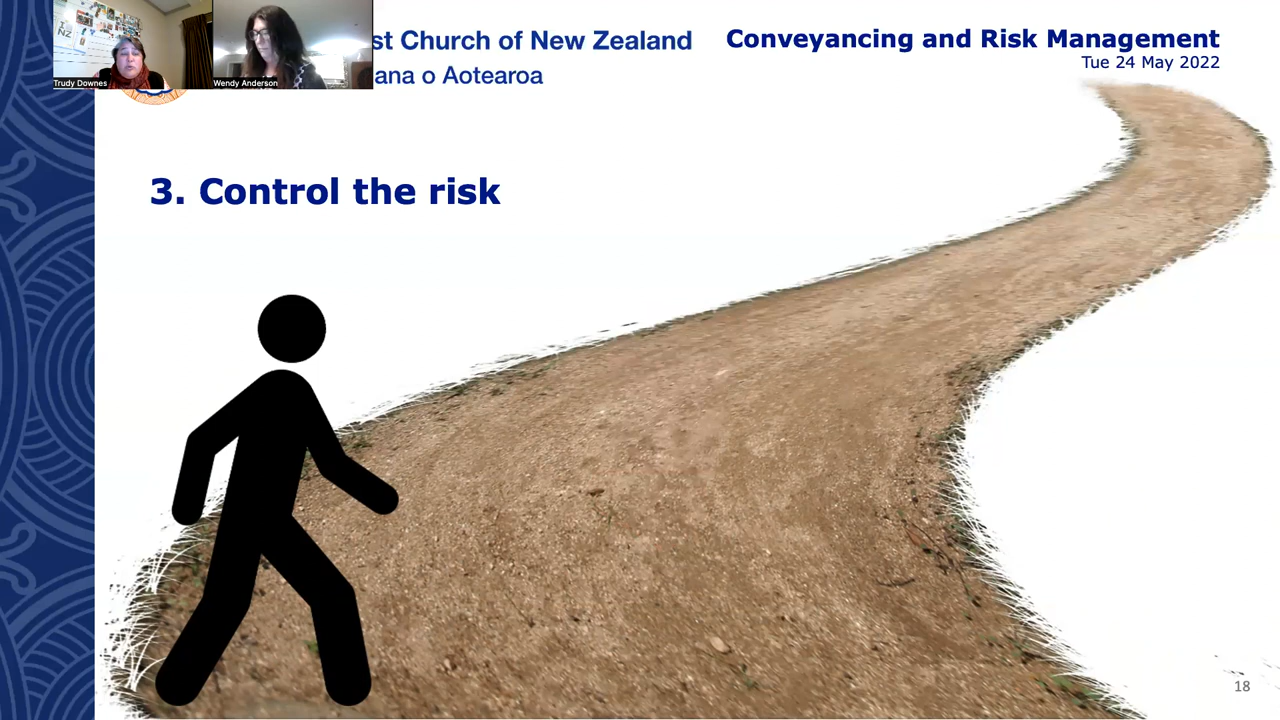 Trudy Downes
Wendy Anderson
st Church of New Zealand
ana o Aotearoa
Conveyancing and Risk Management
Tue 24 May 2022
3. Control the risk
18